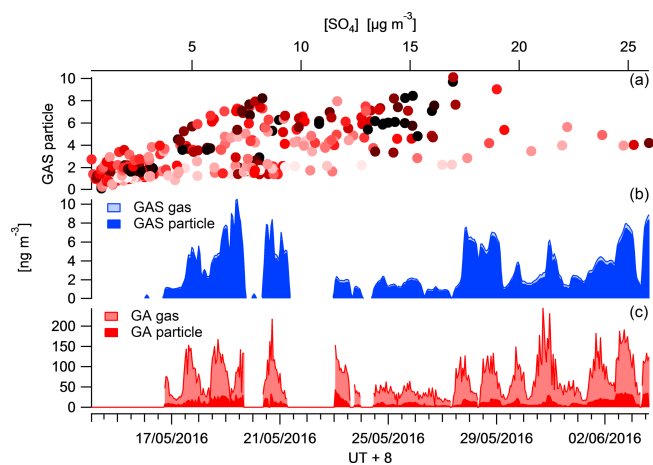 [SO4] [µg m-3]
5 10 15 20 25
(a)
10
8
6
4
2
0
GAS particle
(b)
GAS gas
GAS particle
10
8
6
4
2
0
[ng m-3]
(c)
GA gas
GA particle
200
150
100
50
0
17/05/2016 21/05/2016 25/05/2016 29/05/2016 02/06/2016
UT + 8